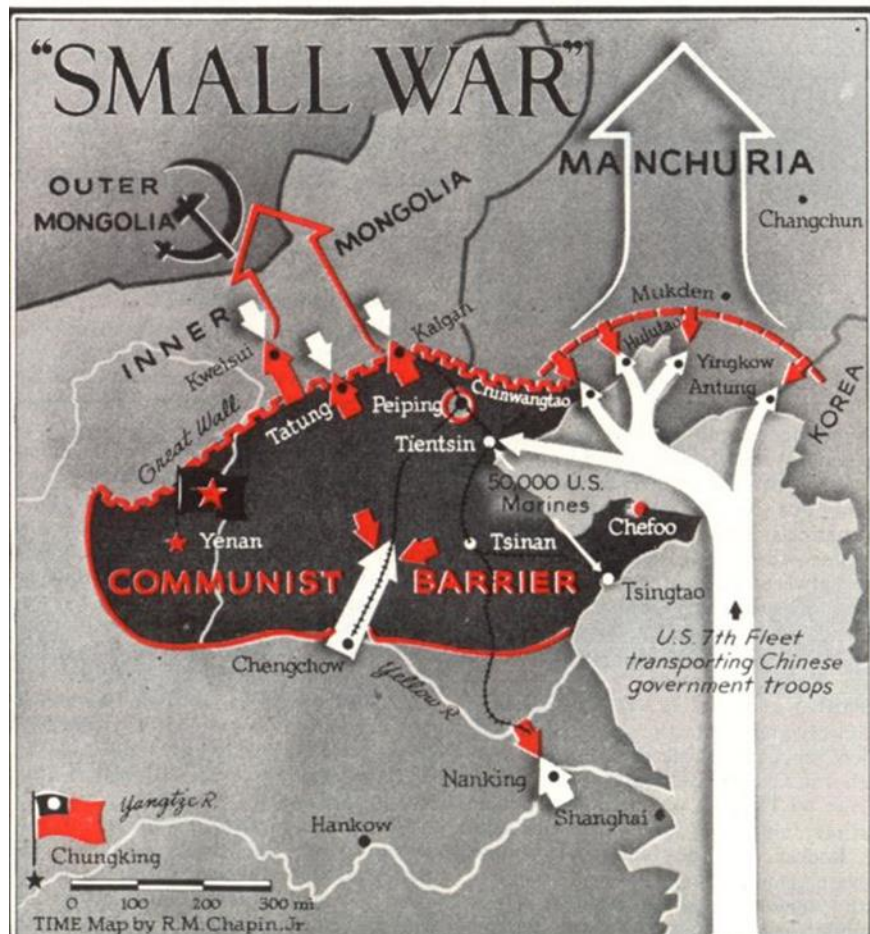 "SMALL WAR"
OUTER
MONGOLIA
INNER
MONGOLIA
MANCHURIA
Changchun
Mukden
Hulutao
Yingkow
Antung
KOREA
Kweisui
Kalgan
Chinwangtao
Tatung
Peiping
Great Wall
Tientsin
50,000 U.S.
Marines
Chefoo
Yenan
Tsinan
COMMUNIST BARRIER
Tsingtao
U.S. 7th Fleet
transporting Chinese
government troops
Chengchow
Yellow R.
Nanking
Shanghai
Yangtze R.
Hankow
Chungking
0 100 200 300 mi.
TIME Map by R.M. Chapin, Jr.